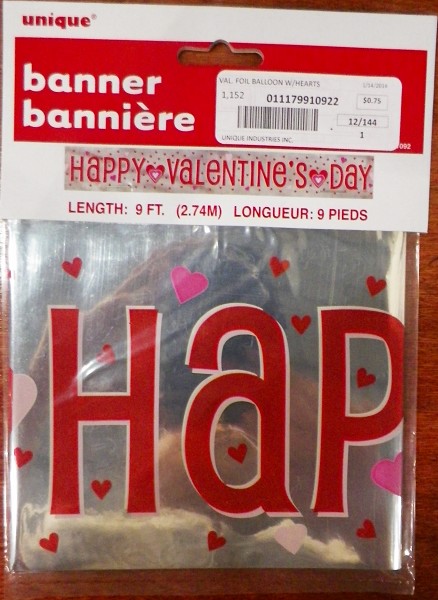 unique®
banner
bannière
VAL. FOIL BALLOON W/HEARTS
1,152
011179910922
$0.75
12/144
1
UNIQUE INDUSTRIES INC.
HaPPY VaLeNTiNe's DaY
LENGTH: 9 FT. (2.74M) LONGUEUR: 9 PIEDS
HaP